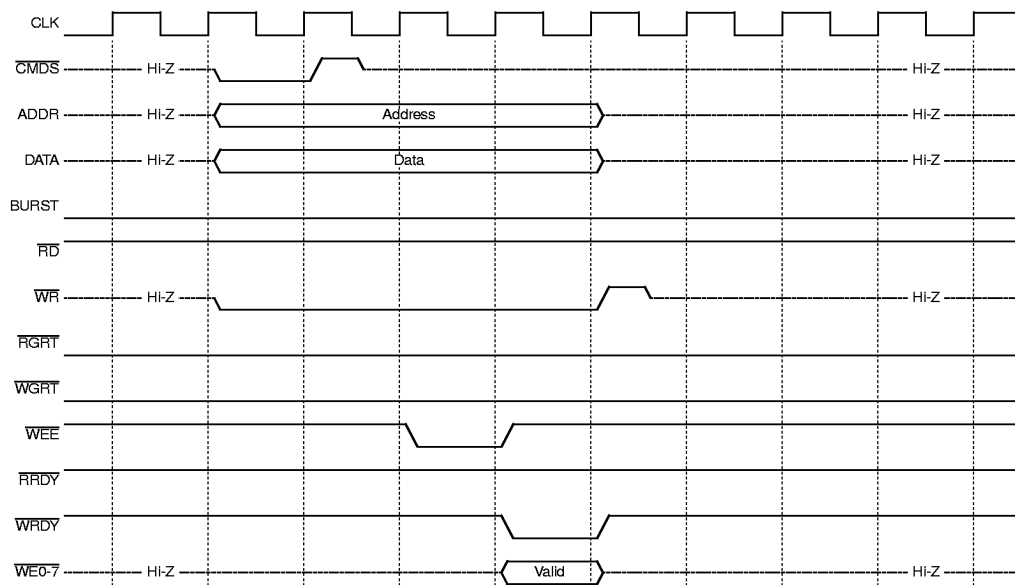 CLK
CMDS Hi-Z Hi-Z
ADDR Hi-Z Address Hi-Z
DATA Hi-Z Data Hi-Z
BURST
RD
WR Hi-Z Hi-Z
RGRT
WGRT
WEE
RRDY
WRDY
WE0-7 Hi-Z Valid Hi-Z